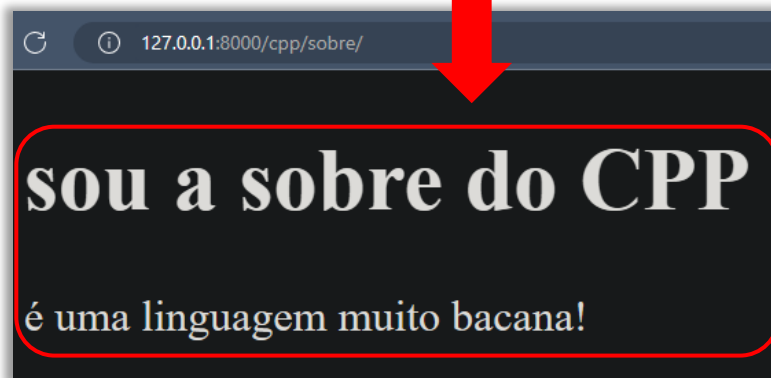 127.0.0.1:8000/cpp/sobre/
sou a sobre do CPP
é uma linguagem muito bacana!